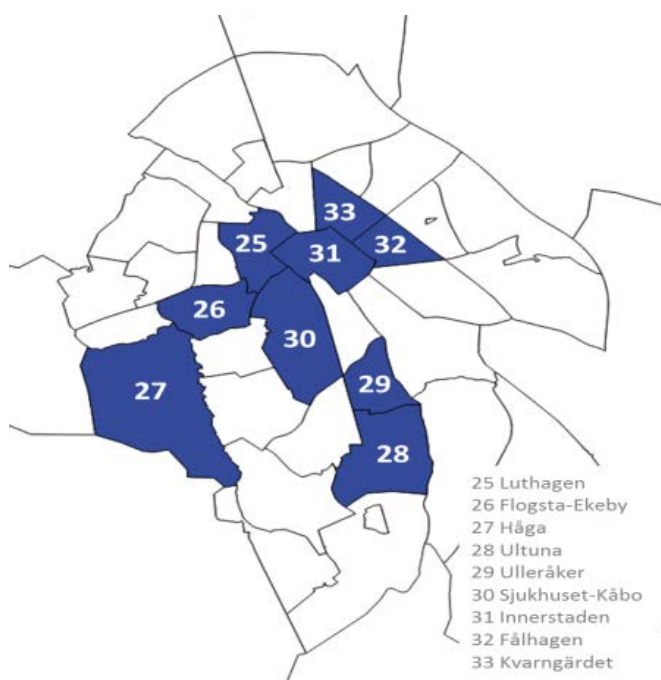 33
25
32
31
26
30
27
29
28
25 Luthagen
26 Flogsta-Ekeby
27 Håga
28 Ultuna
29 Ulleråker
30 Sjukhuset-Kåbo
31 Innerstaden
32 Fålhagen
33 Kvarngärdet